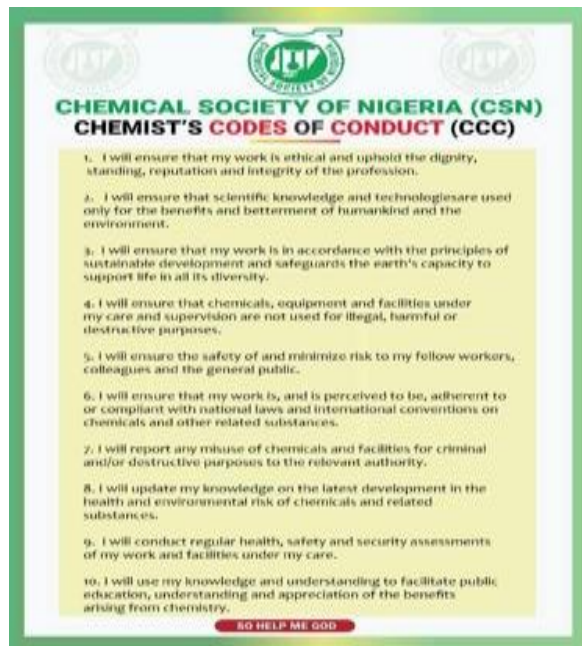 CHEMICAL SOCIETY OF NIGERIA (CSN)
CHEMIST'S CODES OF CONDUCT (CCC)
1. I will ensure that my work is ethical and uphold the dignity,
standing, reputation and integrity of the profession.
2. I will ensure that scientific knowledge and technologiesare used
only for the benefits and betterment of humankind and the
environment.
3. I will ensure that my work is in accordance with the principles of
sustainable development and safeguards the earth's capacity to
support life in all its diversity.
4. I will ensure that chemicals, equipment and facilities under
my care and supervision are not used for illegal, harmful or
destructive purposes.
5. I will ensure the safety of and minimize risk to my fellow workers,
colleagues and the general public.
6. I will ensure that my work is, and is perceived to be, adherent to
or compliant with national laws and international conventions on
chemicals and other related substances.
7. I will report any misuse of chemicals and facilities for criminal
and/or destructive purposes to the relevant authority.
8. I will update my knowledge on the latest development in the
health and environmental risk of chemicals and related
substances.
9. I will conduct regular health, safety and security assessments
of my work and facilities under my care.
10. I will use my knowledge and understanding to facilitate public
education, understanding and appreciation of the benefits
arising from chemistry.
SO HELP ME GOD